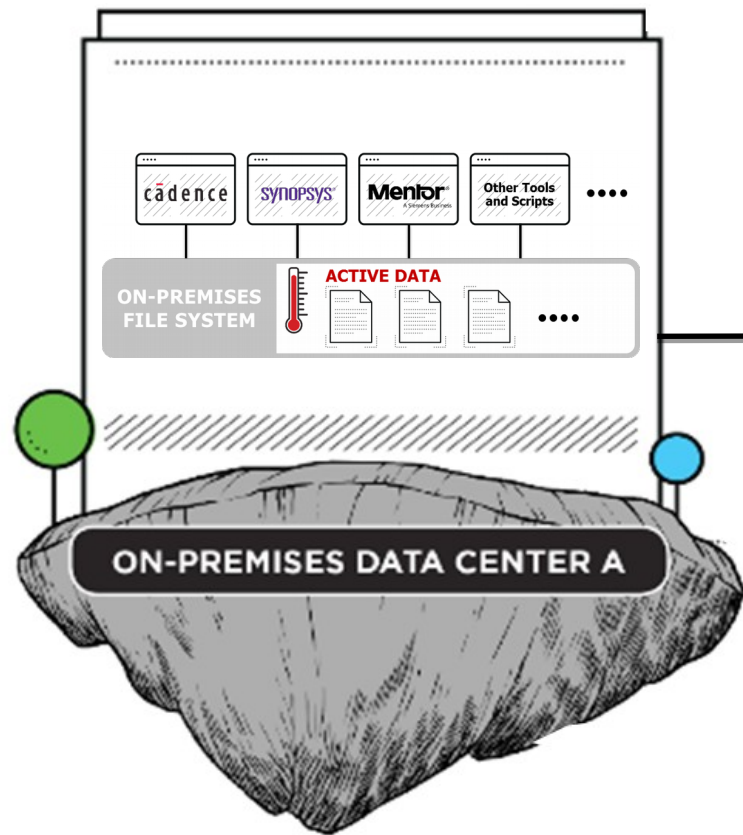 cādence
SYNOPSYS
Mentor
A Siemens Business
Other Tools
and Scripts
ACTIVE DATA
ON-PREMISES
FILE SYSTEM
ON-PREMISES DATA CENTER A